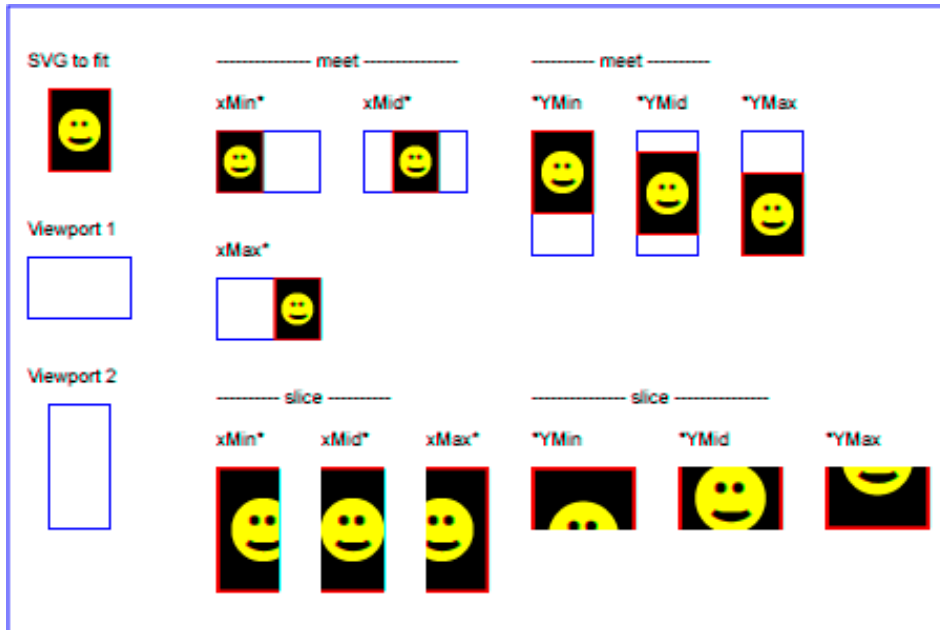 SVG to fit
--------------- meet ---------------
---------- meet ----------
xMin*
xMid*
*YMin
*YMid
*YMax
Viewport 1
xMax*
Viewport 2
---------- slice ----------
--------------- slice ---------------
xMin*
xMid*
xMax*
*YMin
*YMid
*YMax